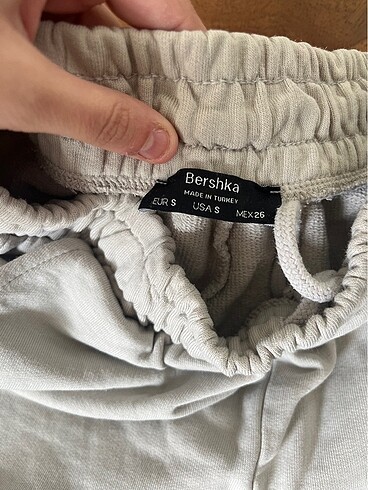 Bershka
MADE IN TURKEY
EUR S USA S MEX 26